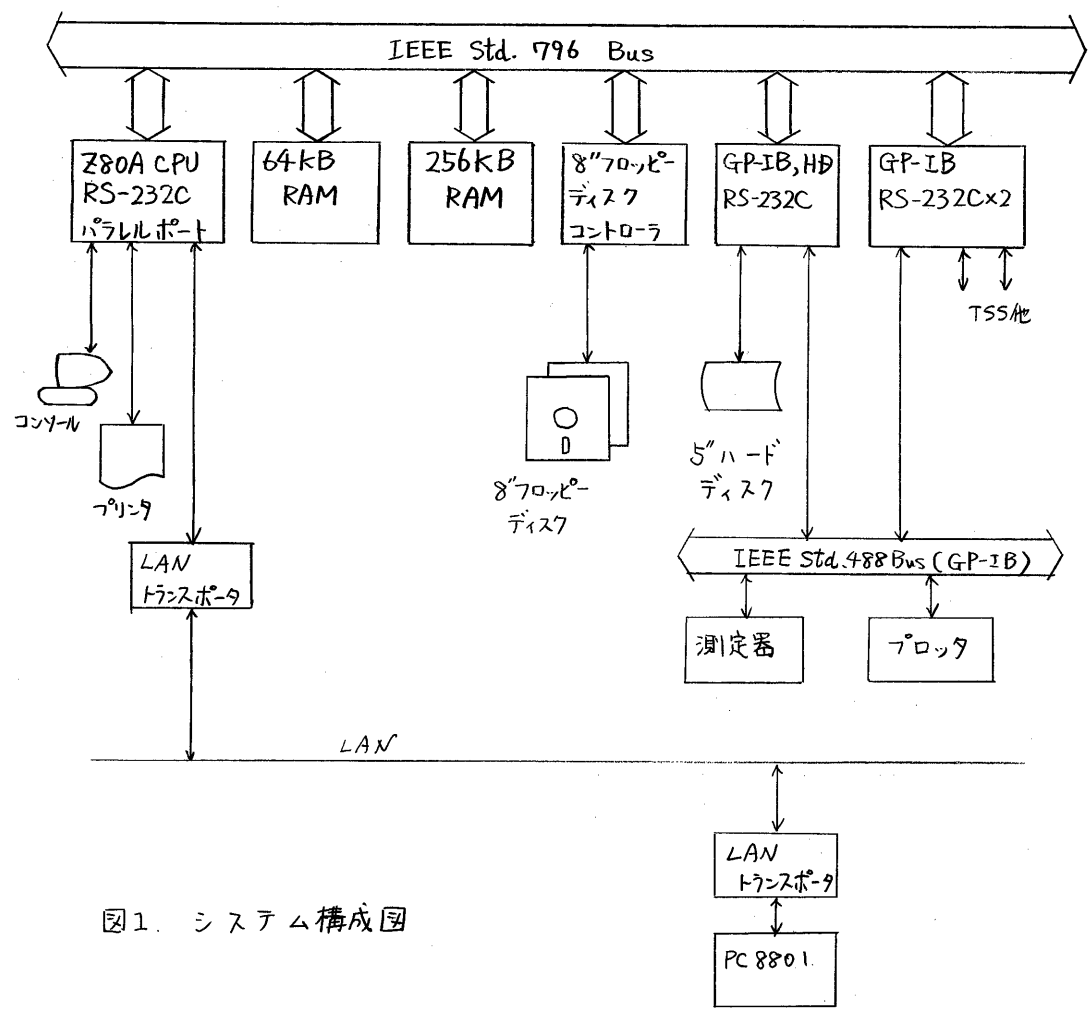 IEEE Std. 796 Bus
Z80A CPU
RS-232C
パラレルポート
64KB
RAM
256KB
RAM
8"フロッピー
ディスク
コントローラ
GP-IB, HD
RS-232C
GP-IB
RS-232C×2
TSS他
コンソール
プリンタ
8"フロッピー
ディスク
5"ハード
ディスク
LAN
トランスポータ
IEEE Std. 488 Bus (GP-IB)
測定器
プロッタ
LAN
LAN
トランスポータ
PC8801
図1. システム構成図